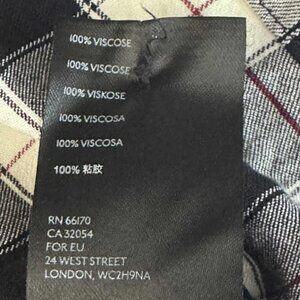 100% VISCOSE
100% VISCOSE
100% VISKOSE
100% VISCOSA
100% VISCOSA
100% 粘胶
RN 66170
CA 32054
FOR EU
24 WEST STREET
LONDON, WC2H9NA